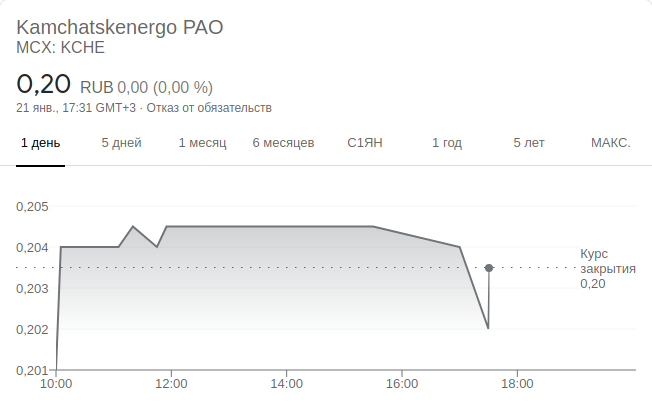 Kamchatskenergo PAO
MCX: KCHE
0,20 RUB 0,00 (0,00 %)
21 янв., 17:31 GMT+3 · Отказ от обязательств
1 день 5 дней 1 месяц 6 месяцев С1ЯН 1 год 5 лет МАКС.
0,205
0,204
0,203
0,202
0,201
Курс
закрытия
0,20
10:00 12:00 14:00 16:00 18:00